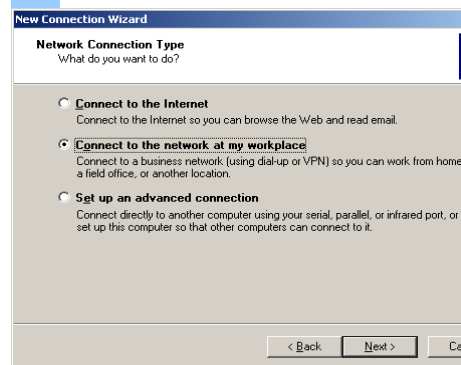 New Connection Wizard
Network Connection Type
What do you want to do?
Connect to the Internet
Connect to the Internet so you can browse the Web and read email.
Connect to the network at my workplace
Connect to a business network (using dial-up or VPN) so you can work from home
a field office, or another location.
Set up an advanced connection
Connect directly to another computer using your serial, parallel, or infrared port, or
set up this computer so that other computers can connect to it.
< Back
Next >
Ca